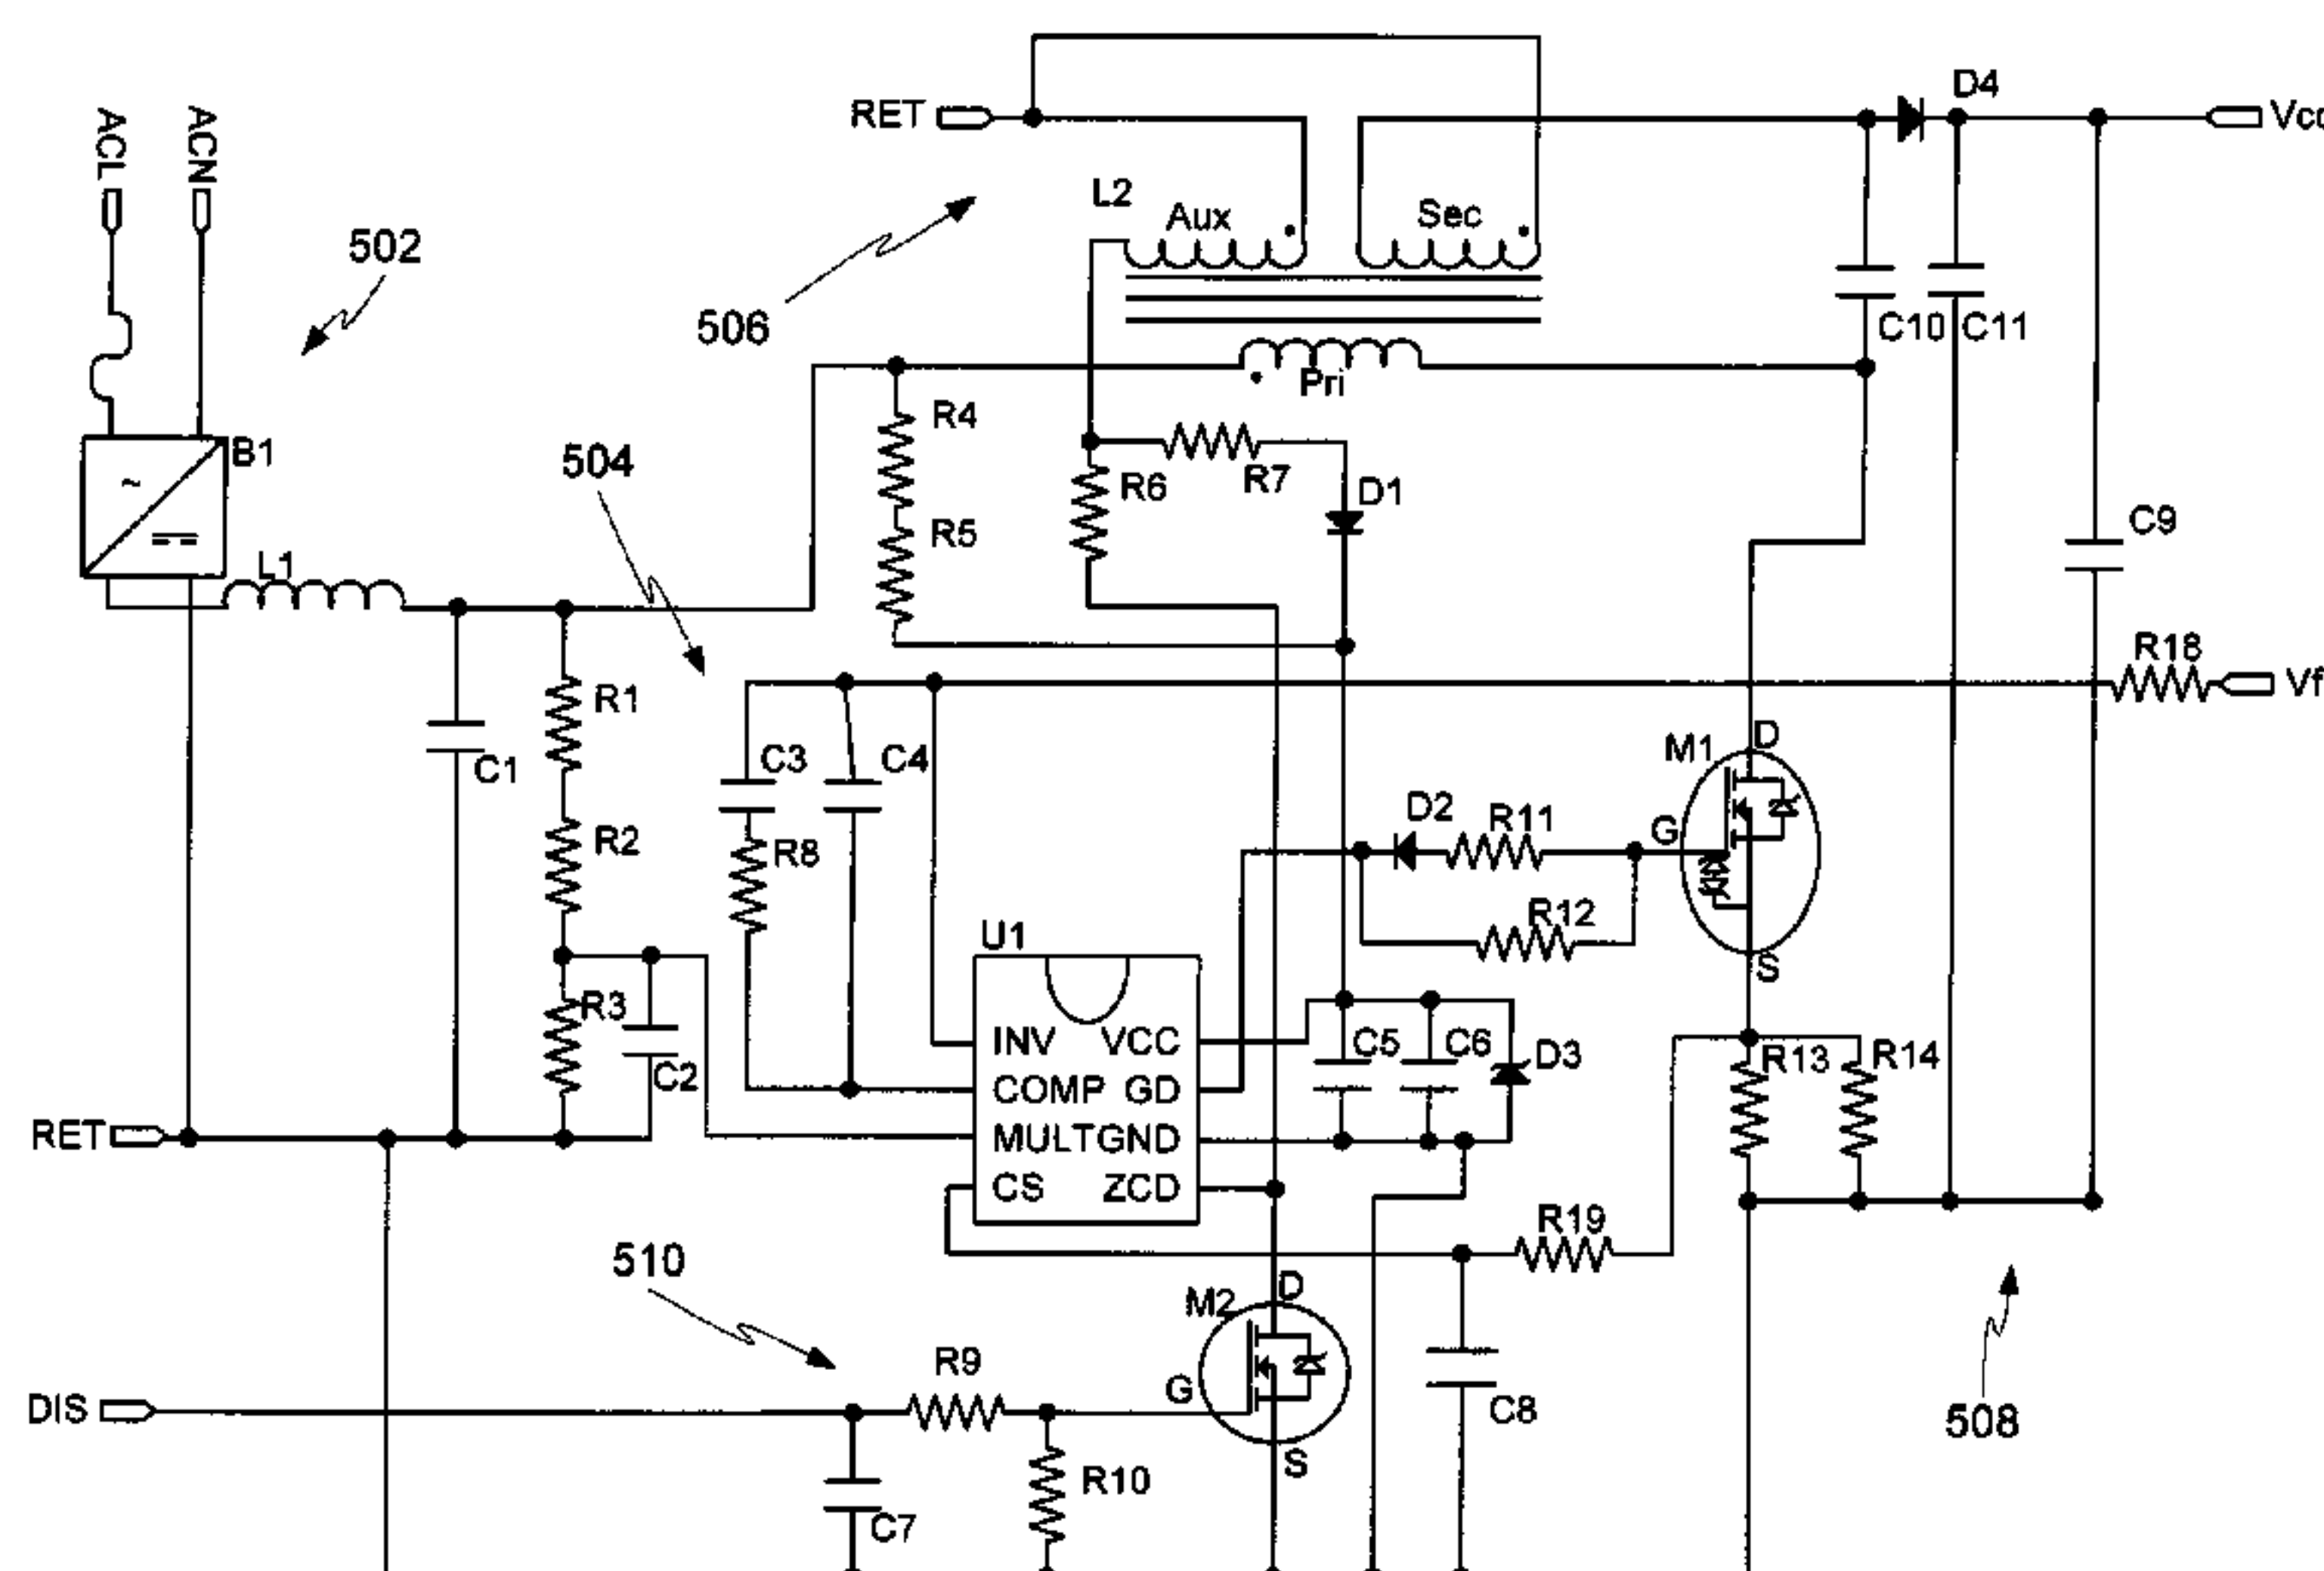 RET
D4
Vcc
ACL
ACN
L2
Aux
Sec
502
506
C10
C11
Pri
B1
R4
504
R7
R6
D1
R5
C9
L1
R18
Vf
R1
M1
D
C3
C4
C1
D2
R11
G
R2
R8
R12
U1
S
R3
INV
VCC
C5
C6
D3
R13
R14
C2
COMP
GD
RET
MULT
GND
CS
ZCD
R19
510
M2
D
R9
G
C8
508
DIS
S
R10
C7